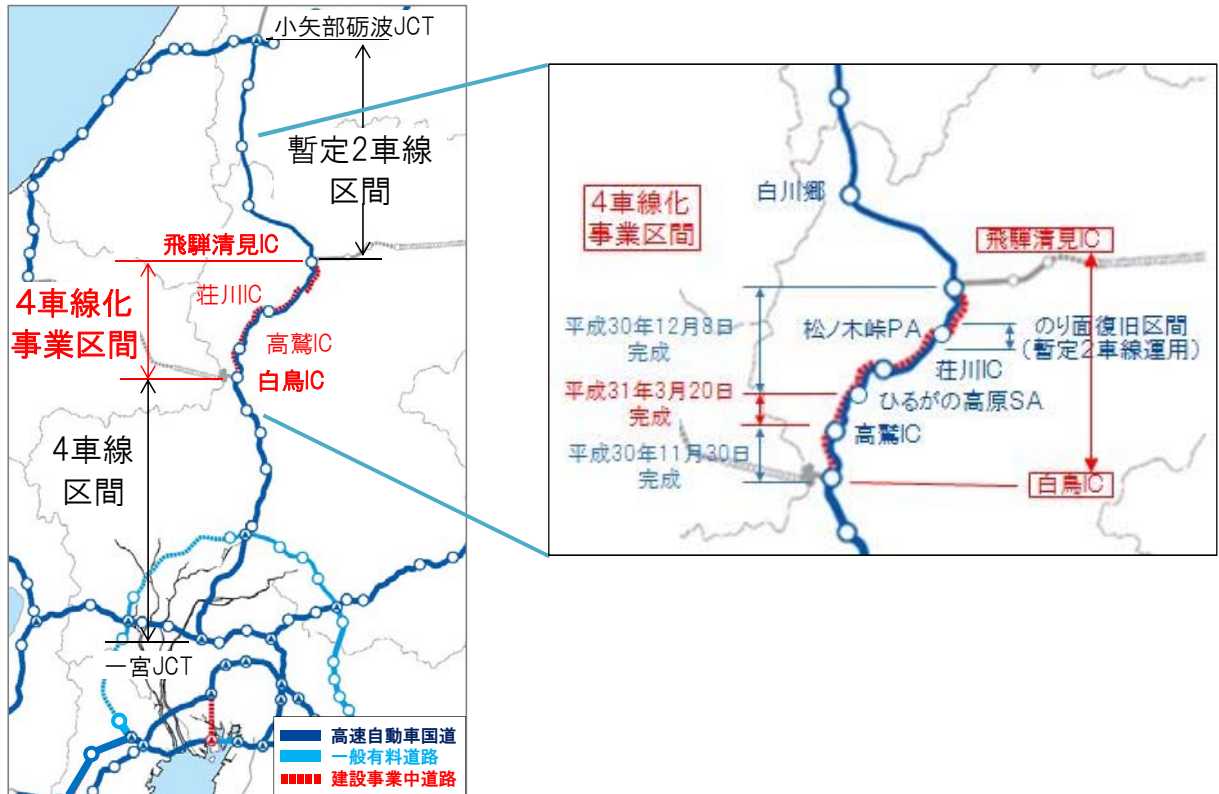 小矢部砺波JCT
暫定2車線
区間
飛騨清見IC
荘川IC
4車線化
事業区間
高鷲IC
白鳥IC
4車線
区間
一宮JCT
高速自動車国道
一般有料道路
建設事業中道路
白川郷
4車線化
事業区間
飛騨清見IC
平成30年12月8日
完成
松ノ木峠PA
のり面復旧区間
(暫定2車線運用)
荘川IC
平成31年3月20日
完成
ひるがの高原SA
高鷲IC
平成30年11月30日
完成
白鳥IC